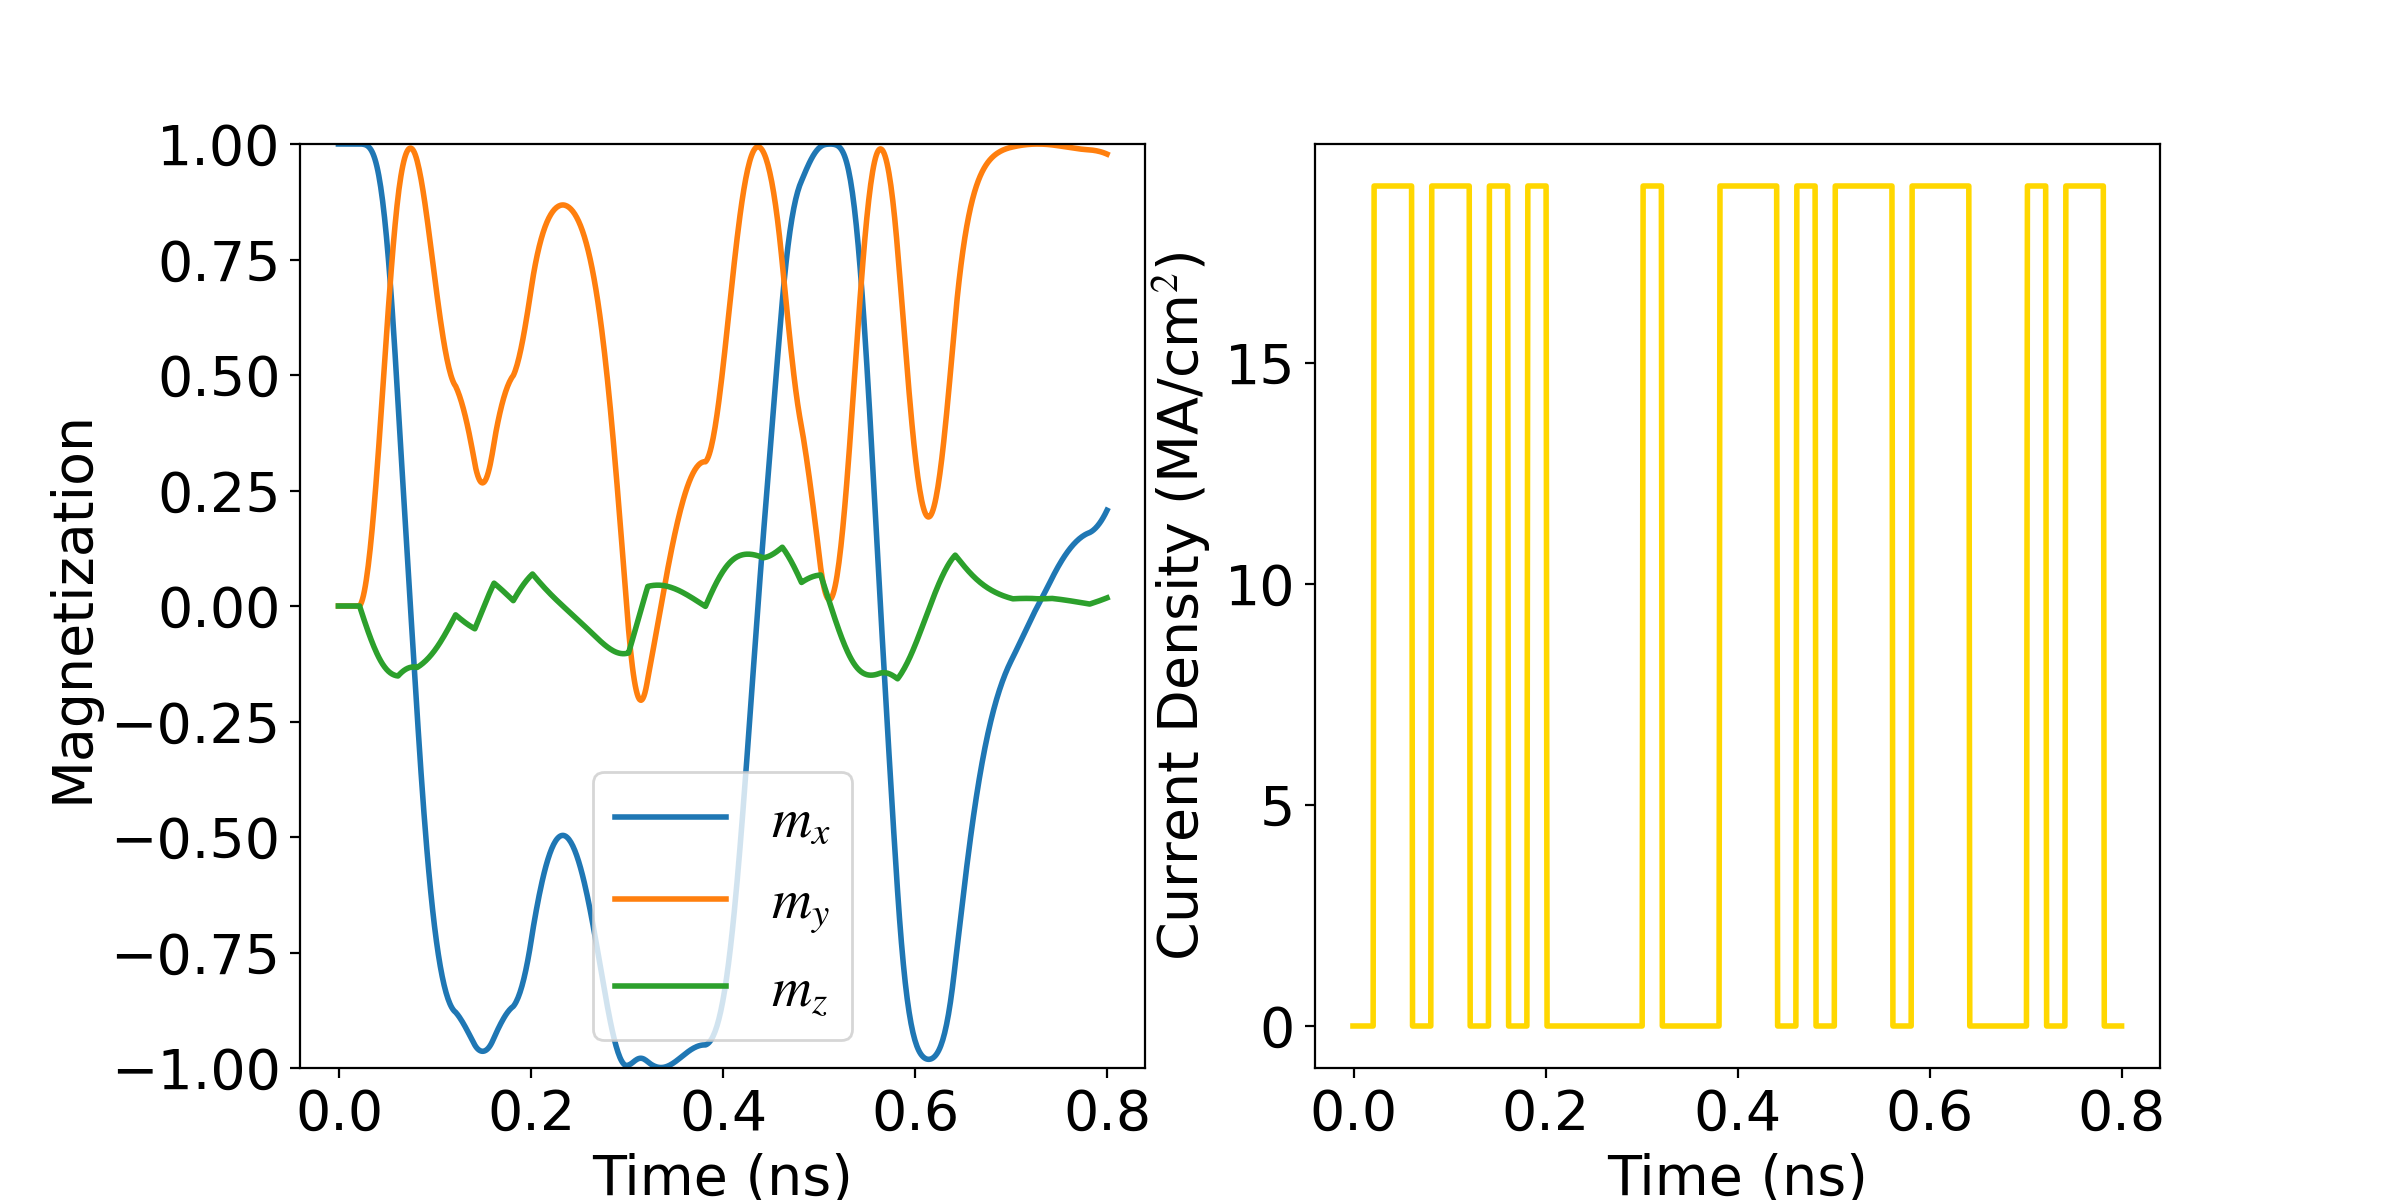 Magnetization
1.00
0.75
0.50
0.25
0.00
−0.25
−0.50
−0.75
−1.00
0.0 0.2 0.4 0.6 0.8
Time (ns)
m_x
m_y
m_z
Current Density (MA/cm²)
15
10
5
0
0.0 0.2 0.4 0.6 0.8
Time (ns)